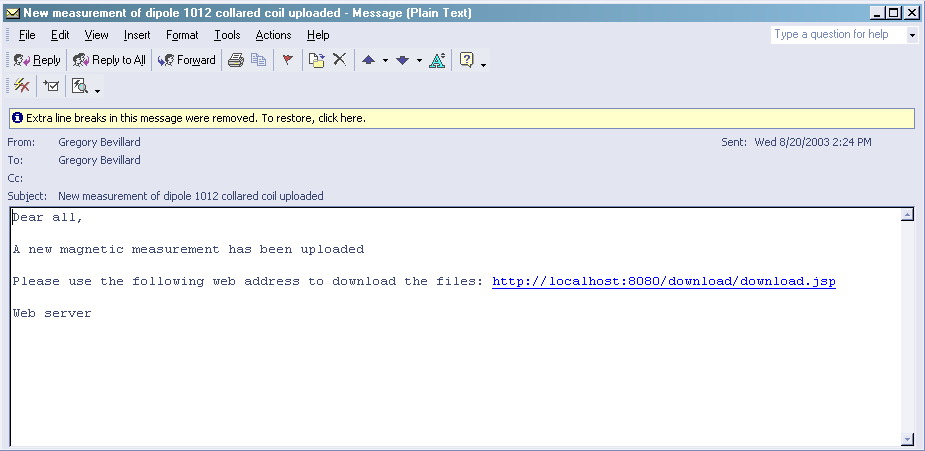 New measurement of dipole 1012 collared coil uploaded - Message (Plain Text)
File Edit View Insert Format Tools Actions Help Type a question for help
Reply Reply to All Forward
Extra line breaks in this message were removed. To restore, click here.
From: Gregory Bevillard Sent: Wed 8/20/2003 2:24 PM
To: Gregory Bevillard
Cc:
Subject: New measurement of dipole 1012 collared coil uploaded
Dear all,
A new magnetic measurement has been uploaded
Please use the following web address to download the files: http://localhost:8080/download/download.jsp
Web server